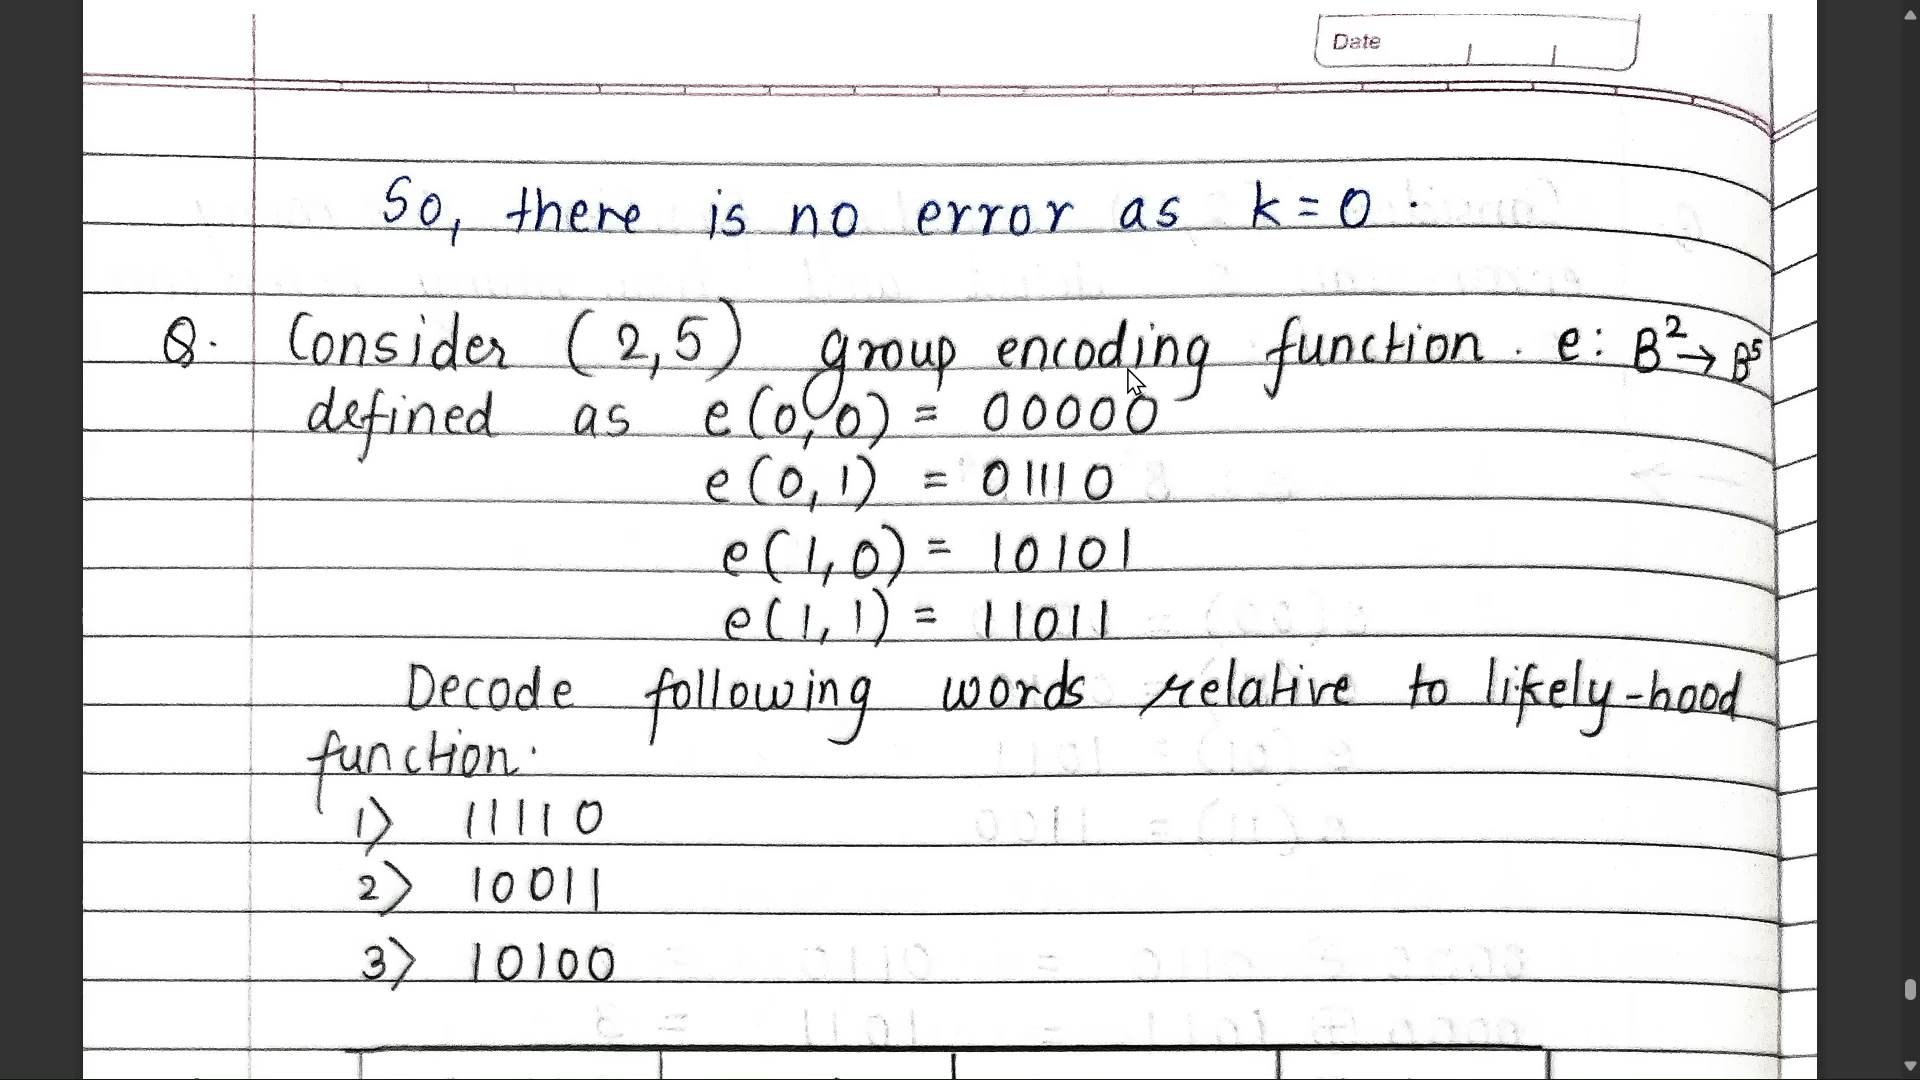 Date
So, there is no error as k = 0 .
Q. Consider (2,5) group encoding function . e: B² → B⁵
defined as e(0,0) = 00000
e(0,1) = 01110
e(1,0) = 10101
e(1,1) = 11011
Decode following words relative to likely-hood
function.
1) 11110
2) 10011
3) 10100